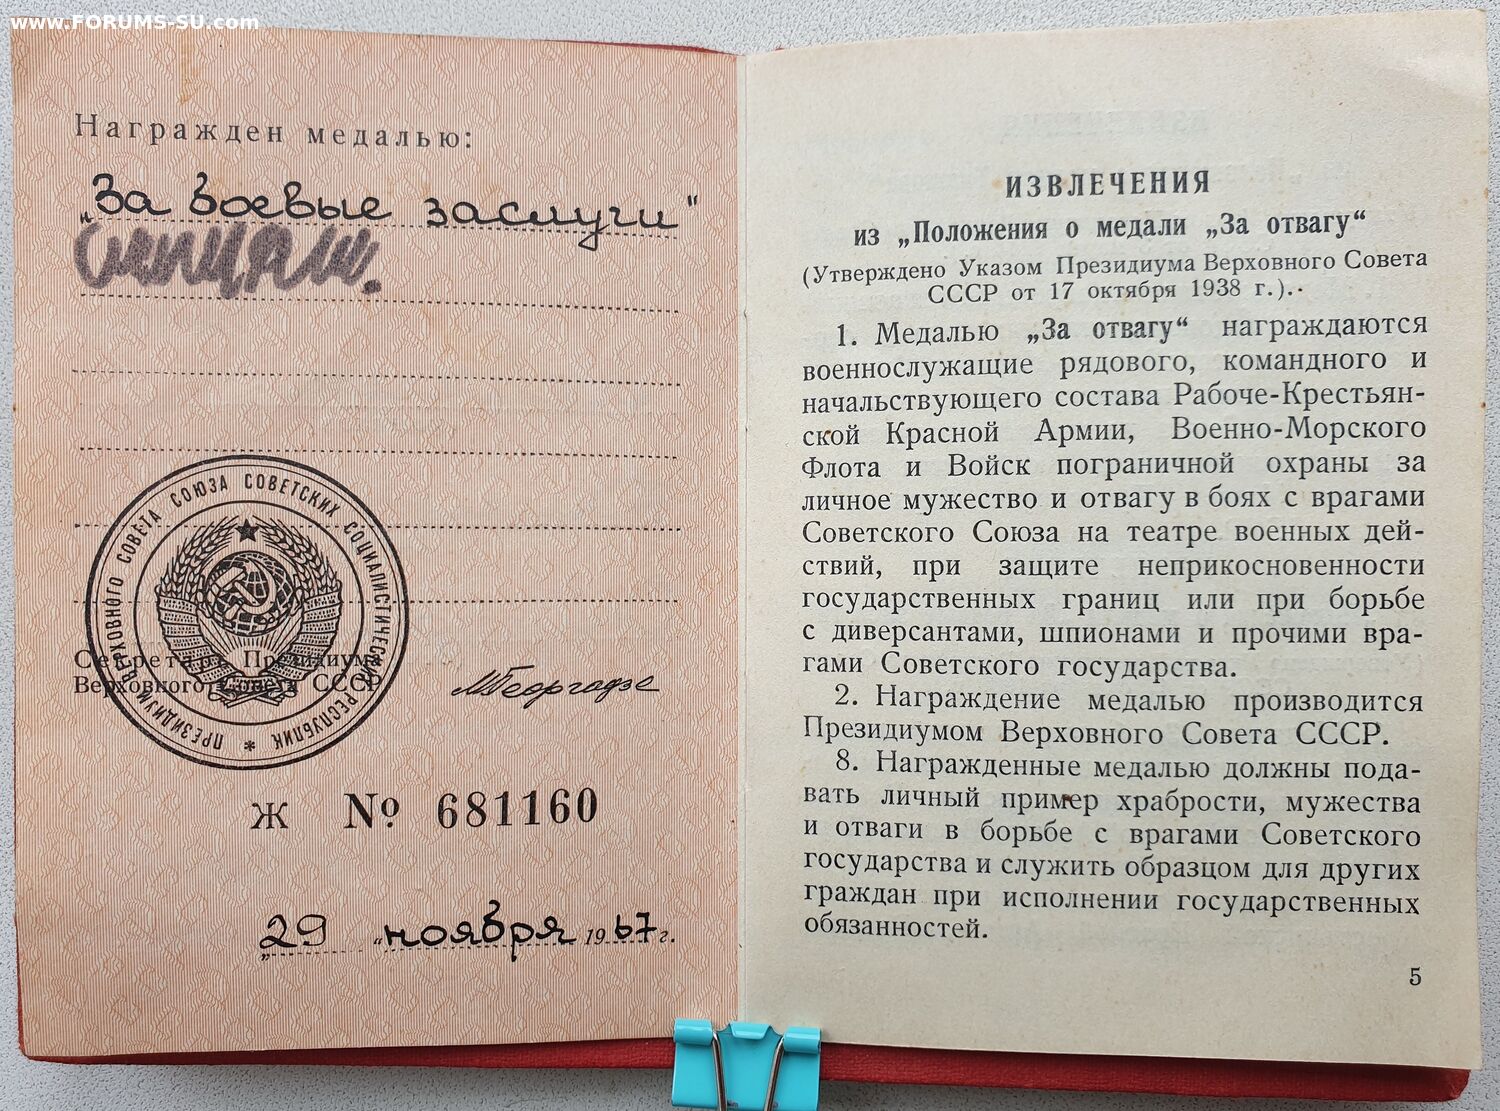 www.FORUMS-SU.com
Награжден медалью:
„За боевые заслуги"
СОЮЗА СОВЕТСКИХ СОЦИАЛИСТИЧЕСКИХ РЕСПУБЛИК * ПРЕЗИДИУМ ВЕРХОВНОГО СОВЕТА
Секретарь Президиума
Верховного Совета СССР
МГеоргадзе
Ж № 681160
„29 " ноября 1967 г.
ИЗВЛЕЧЕНИЯ
из „Положения о медали „За отвагу“
(Утверждено Указом Президиума Верховного Совета
СССР от 17 октября 1938 г.).
1. Медалью „За отвагу“ награждаются
военнослужащие рядового, командного и
начальствующего состава Рабоче-Крестьян-
ской Красной Армии, Военно-Морского
Флота и Войск пограничной охраны за
личное мужество и отвагу в боях с врагами
Советского Союза на театре военных дей-
ствий, при защите неприкосновенности
государственных границ или при борьбе
с диверсантами, шпионами и прочими вра-
гами Советского государства.
2. Награждение медалью производится
Президиумом Верховного Совета СССР.
8. Награжденные медалью должны пода-
вать личный пример храбрости, мужества
и отваги в борьбе с врагами Советского
государства и служить образцом для других
граждан при исполнении государственных
обязанностей.
5